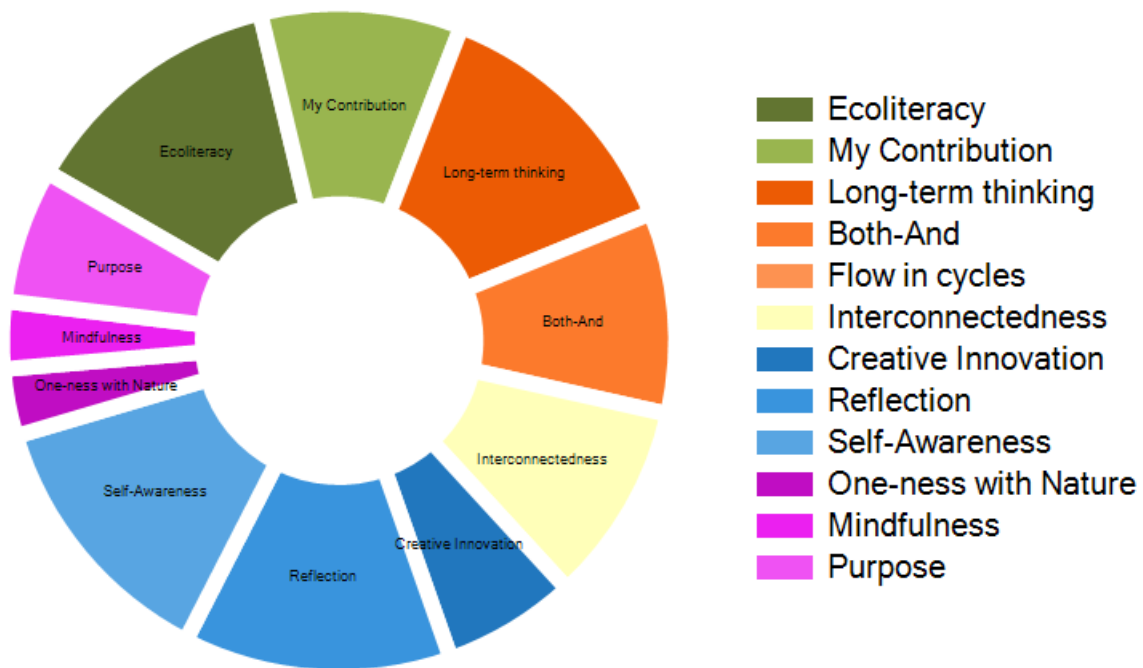 My Contribution
Ecoliteracy
Long-term thinking
Purpose
Both-And
Mindfulness
One-ness with Nature
Interconnectedness
Self-Awareness
Creative Innovation
Reflection
Ecoliteracy
My Contribution
Long-term thinking
Both-And
Flow in cycles
Interconnectedness
Creative Innovation
Reflection
Self-Awareness
One-ness with Nature
Mindfulness
Purpose